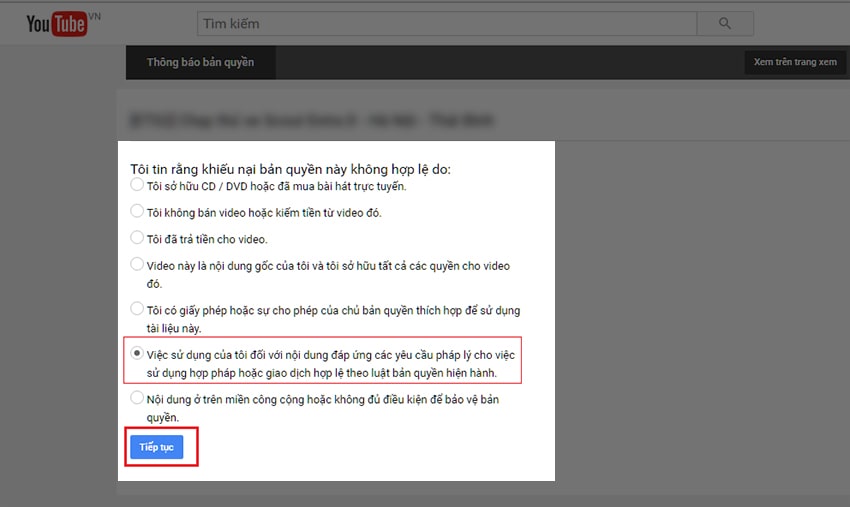 YouTube VN
Tìm kiếm
Thông báo bản quyền
Xem trên trang xem
Tôi tin rằng khiếu nại bản quyền này không hợp lệ do:
Tôi sở hữu CD / DVD hoặc đã mua bài hát trực tuyến.
Tôi không bán video hoặc kiếm tiền từ video đó.
Tôi đã trả tiền cho video.
Video này là nội dung gốc của tôi và tôi sở hữu tất cả các quyền cho video
đó.
Tôi có giấy phép hoặc sự cho phép của chủ bản quyền thích hợp để sử dụng
tài liệu này.
Việc sử dụng của tôi đối với nội dung đáp ứng các yêu cầu pháp lý cho việc
sử dụng hợp pháp hoặc giao dịch hợp lệ theo luật bản quyền hiện hành.
Nội dung ở trên miền công cộng hoặc không đủ điều kiện để bảo vệ bản
quyền.
Tiếp tục